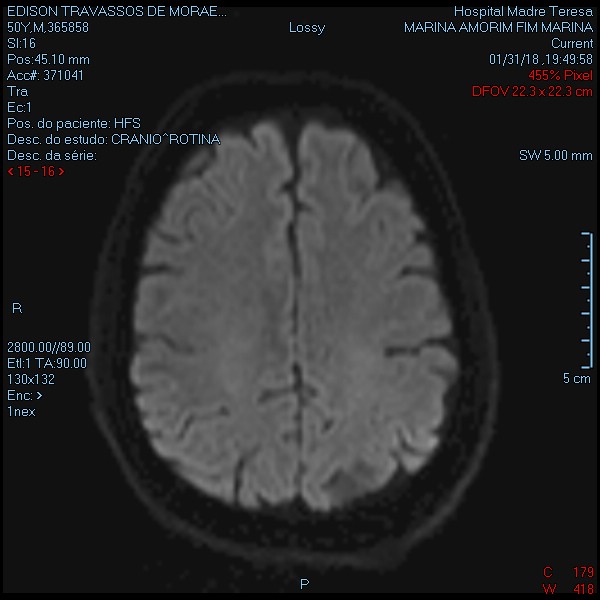 EDISON TRAVASSOS DE MORAE...
50Y,M,365858
Sl:16
Pos:45.10 mm
Acc#: 371041
Tra
Ec:1
Pos. do paciente: HFS
Desc. do estudo: CRANIO^ROTINA
Desc. da série:
< 15 - 16 >
Lossy
Hospital Madre Teresa
MARINA AMORIM FIM MARINA
Current
01/31/18 ,19:49:58
455% Pixel
DFOV 22.3 x 22.3 cm
SW 5.00 mm
R
2800.00//89.00
Etl:1 TA:90.00
130x132
Enc: >
1nex
5 cm
P
C 179
W 418